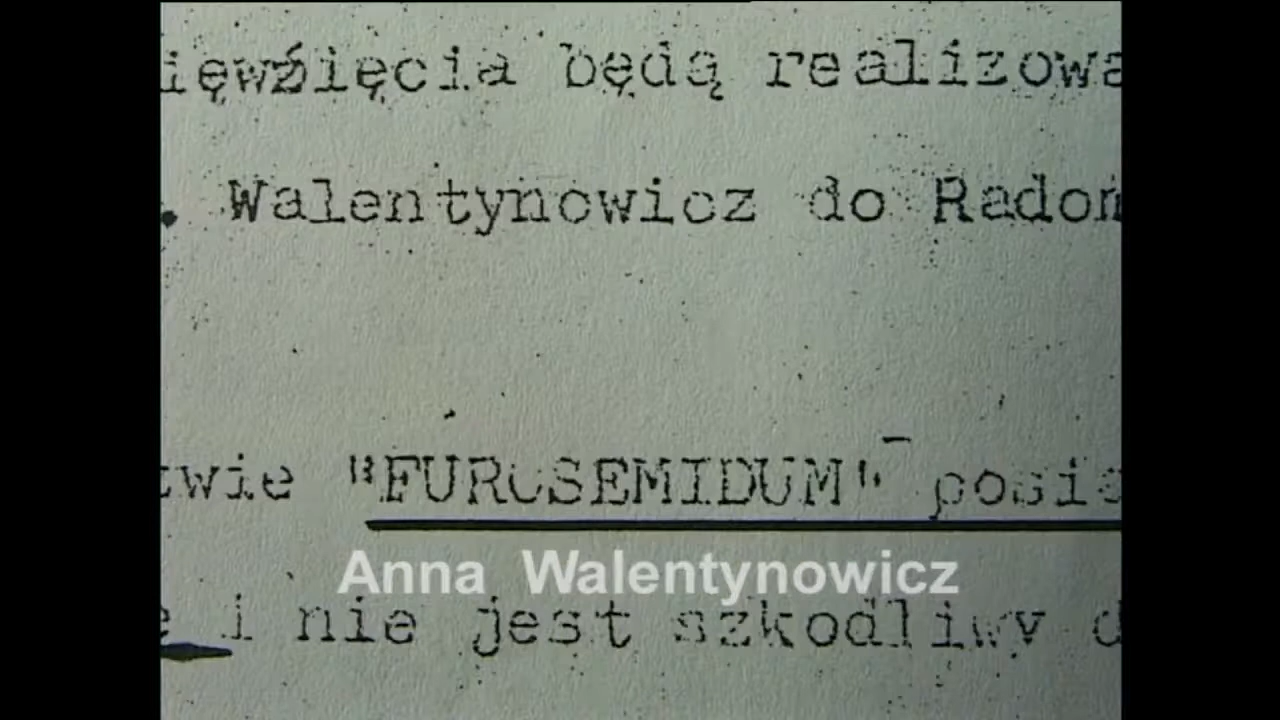 ięwzięcia będą realizowa
. Walentynowicz do Radom
twie "FUROSEMIDUM" posia
Anna Walentynowicz
ę i nie jest szkodliwy d